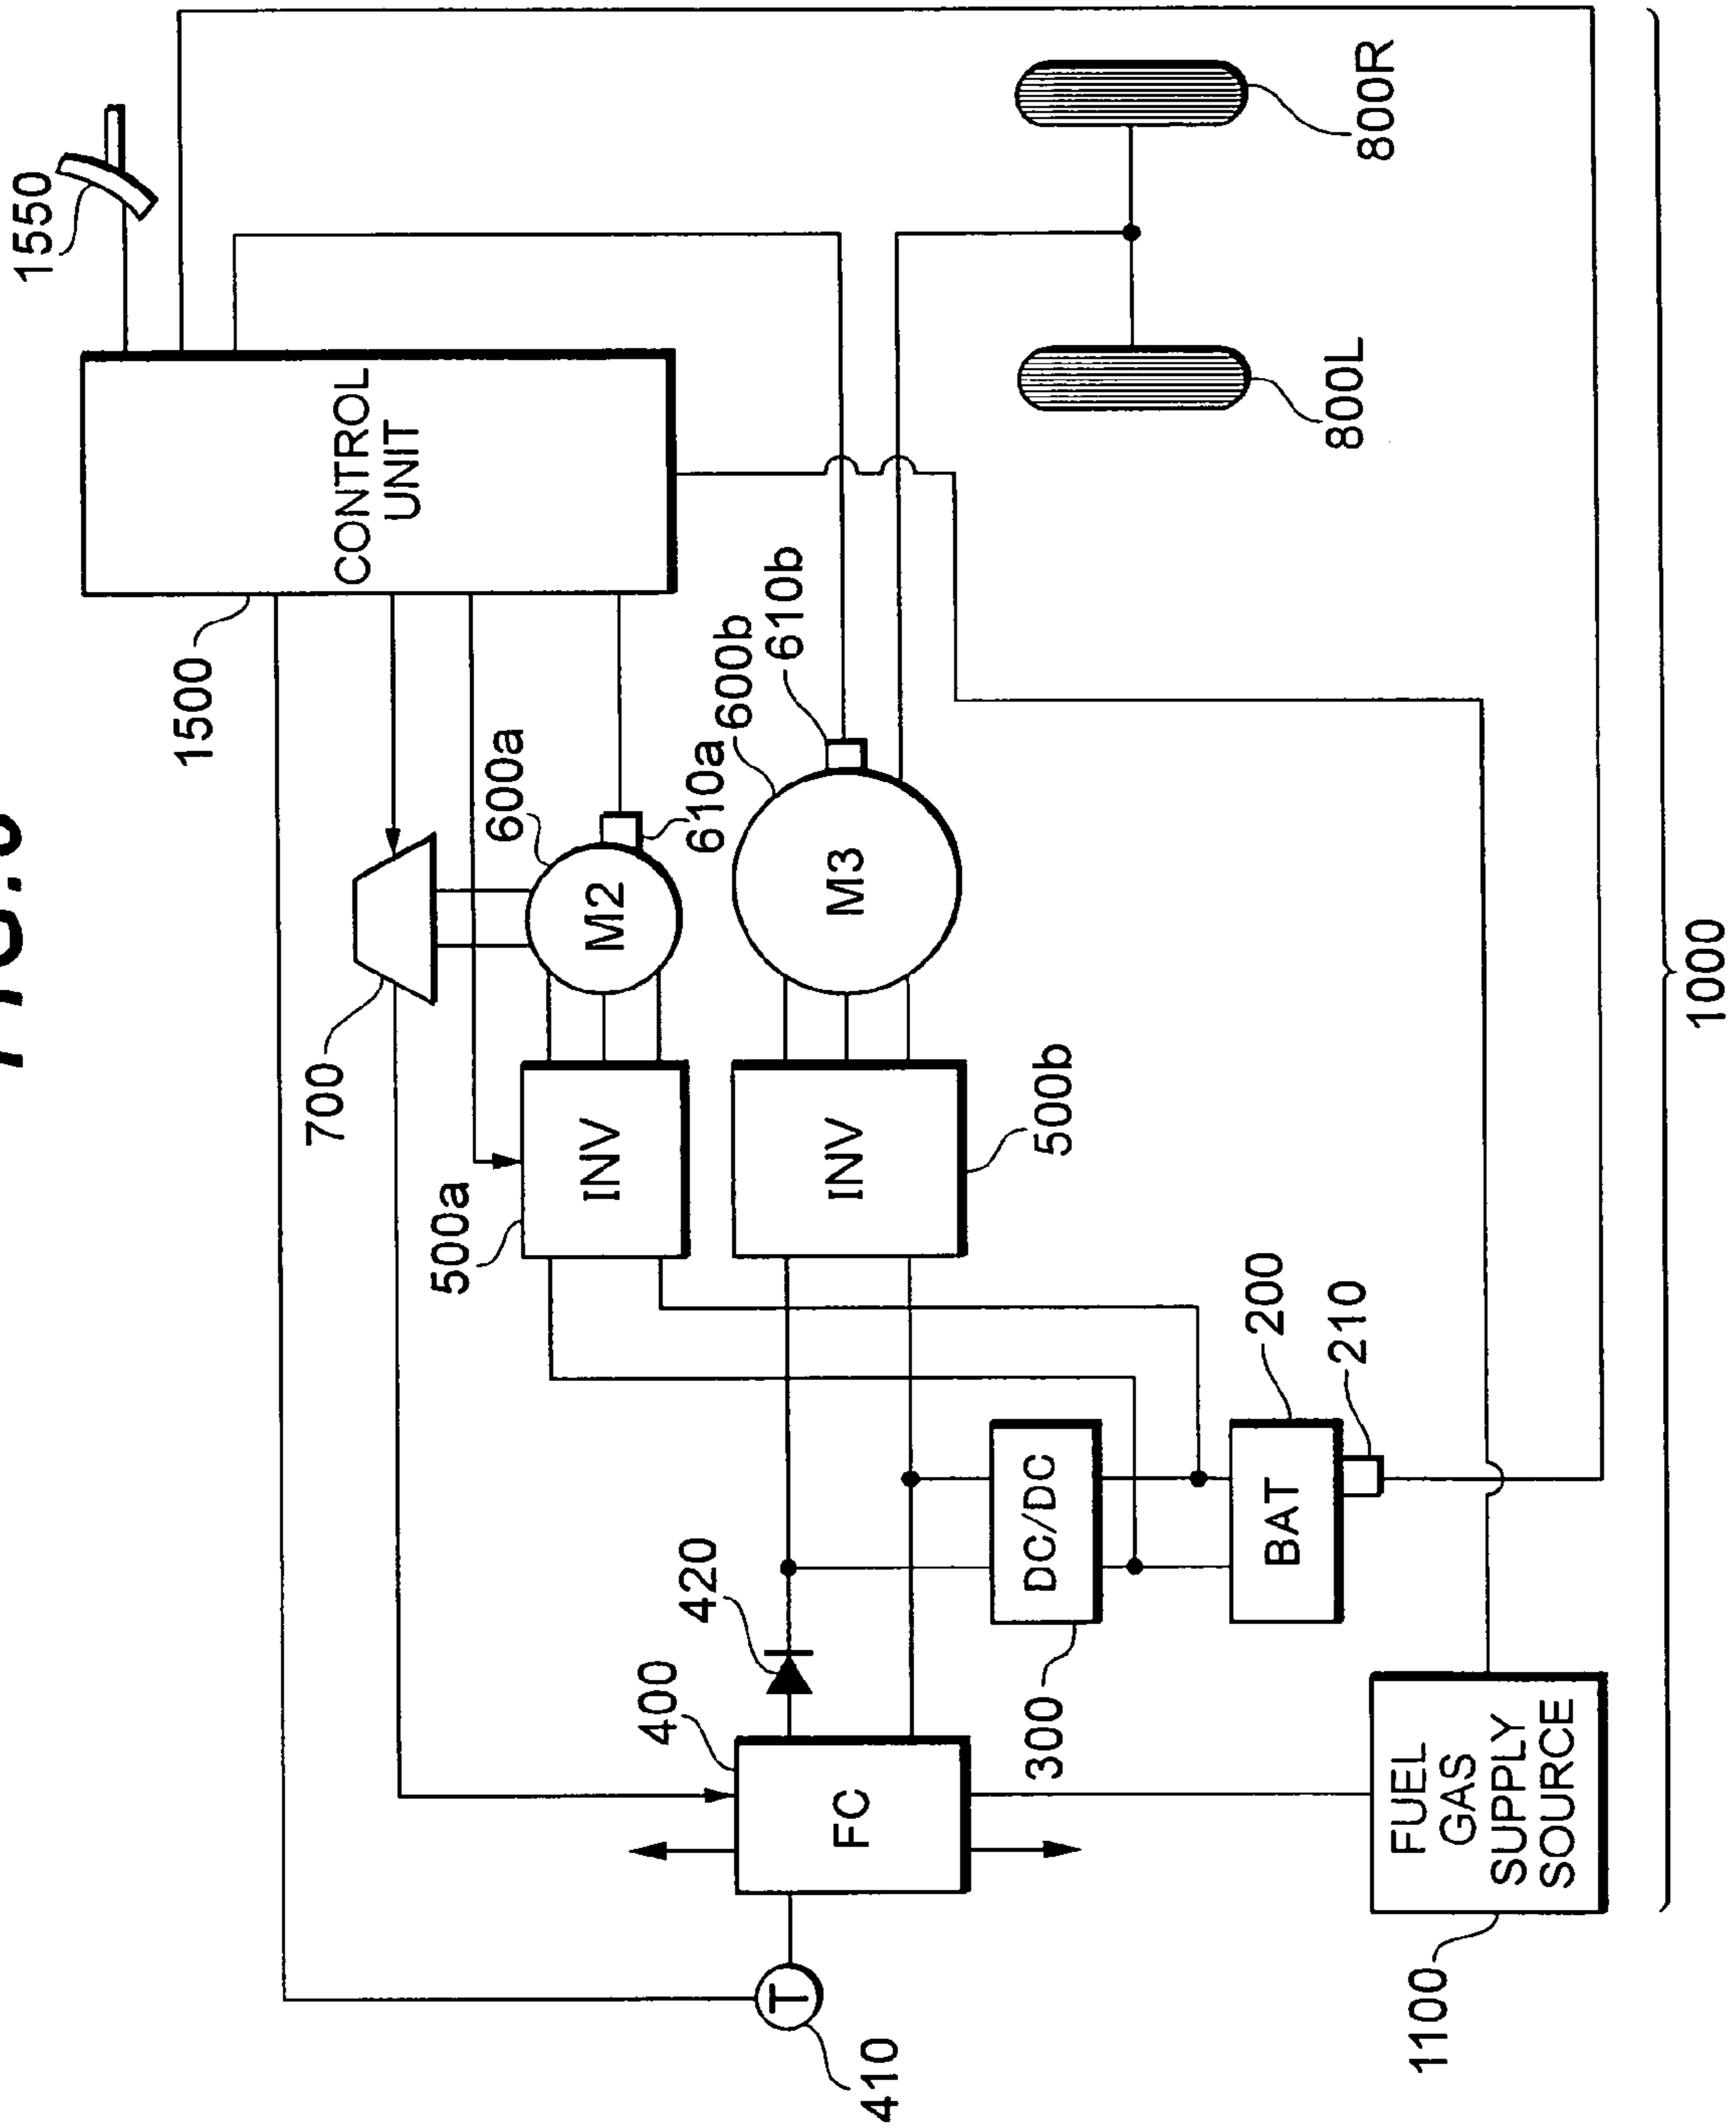 FIG.
1550
1500
CONTROL
UNIT
700
500a
600a
INV
M2
610a
400
420
600b
610b
410
T
FC
INV
M3
300
DC/DC
500b
200
BAT
210
800L
800R
1100
FUEL
GAS
SUPPLY
SOURCE
1000